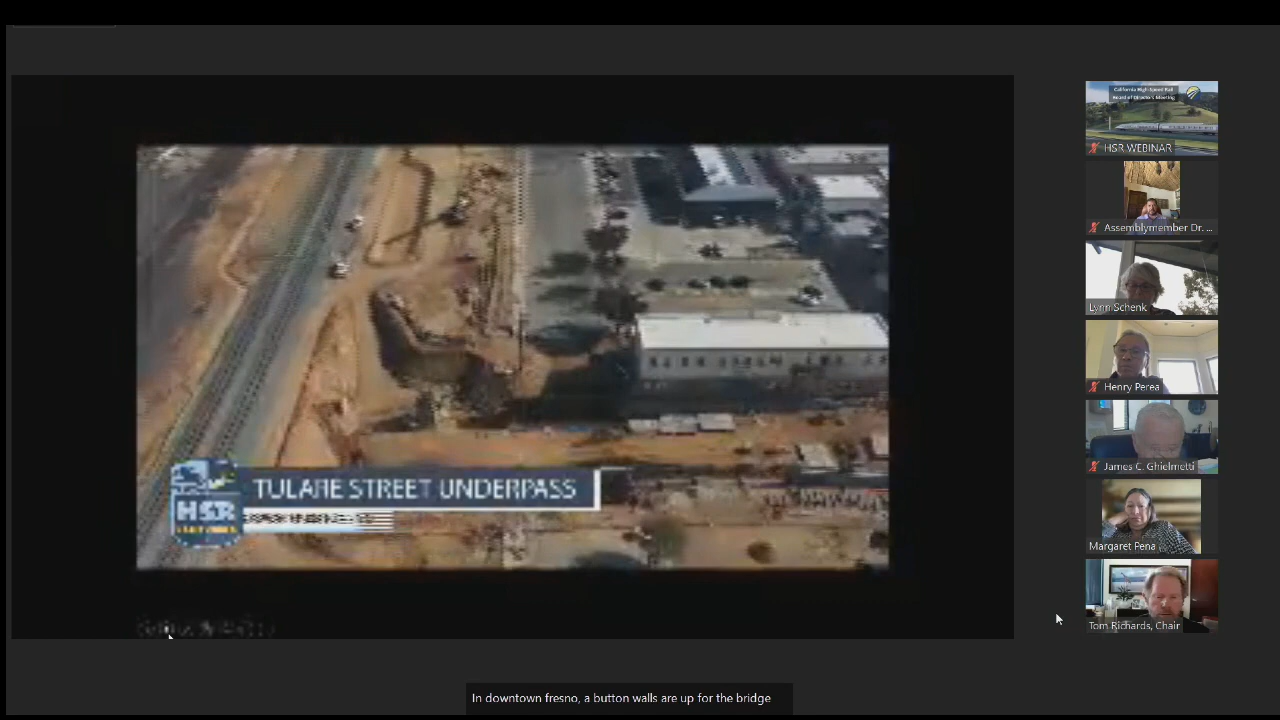 TULARE STREET UNDERPASS
HSR
California High-Speed Rail
Board of Directors Meeting
HSR WEBINAR
Assemblymember Dr. ...
Lynn Schenk
Henry Perea
James C. Ghielmetti
Margaret Pena
Tom Richards, Chair
In downtown fresno, a button walls are up for the bridge